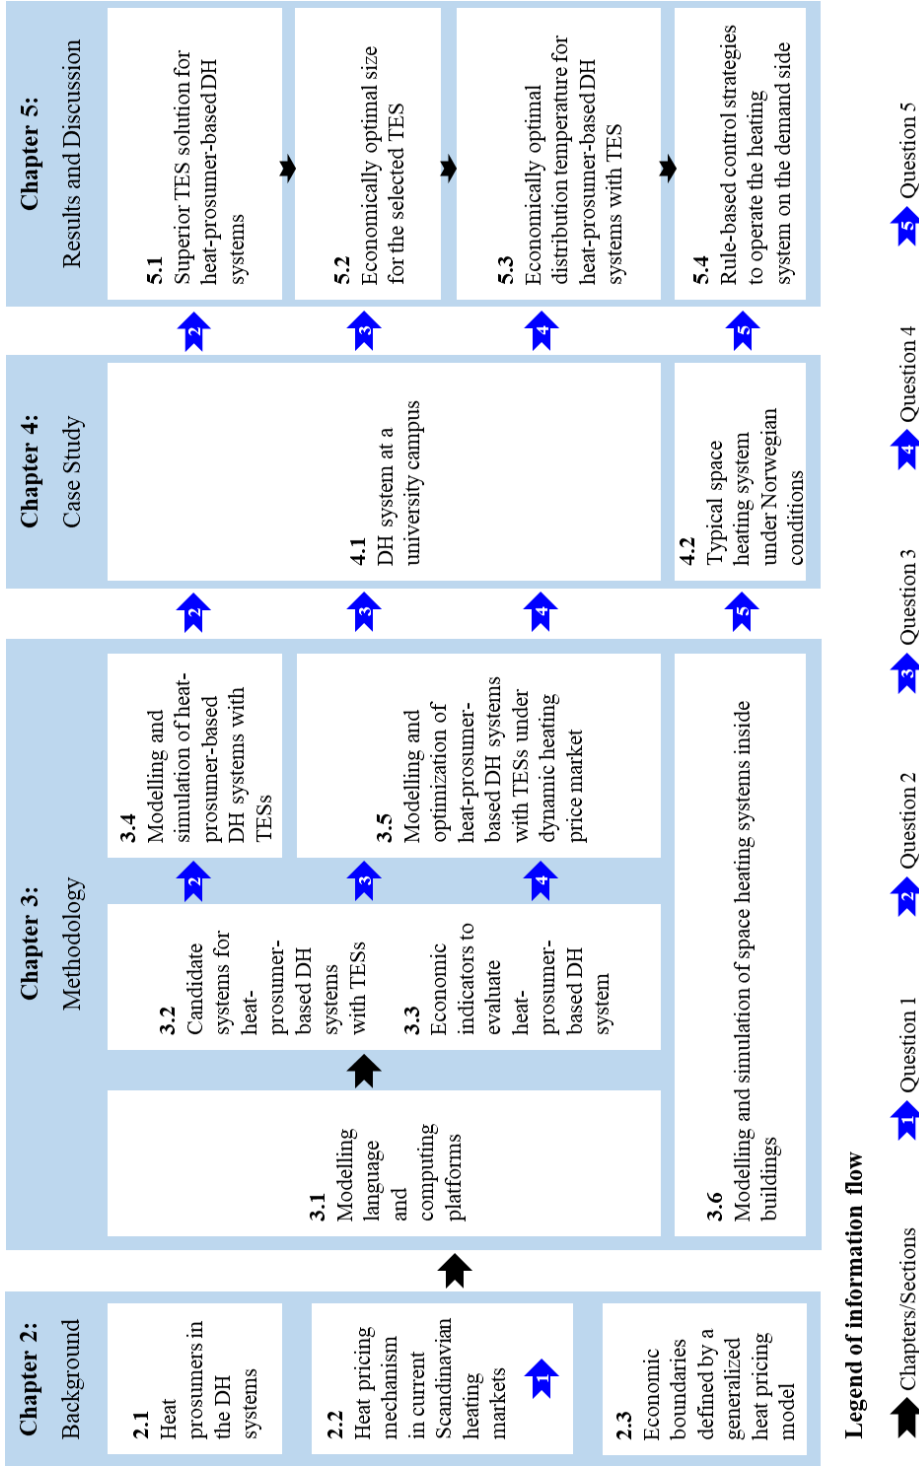 Chapter 2:
Background
2.1
Heat
prosumers in
the DH
systems
2.2
Heat pricing
mechanism
in current
Scandinavian
heating
markets
1
2.3
Economic
boundaries
defined by a
generalized
heat pricing
model
Chapter 3:
Methodology
3.1
Modelling
language
and
computing
platforms
3.2
Candidate
systems for
heat-
prosumer-
based DH
systems
with TESs
3.3
Economic
indicators to
evaluate
heat-
prosumer-
based DH
system
2
3
4
3.4
Modelling and
simulation of heat-
prosumer-based
DH systems with
TESs
3.5
Modelling and
optimization of
heat-prosumer-
based DH systems
with TESs under
dynamic heating
price market
3.6
Modelling and simulation of space heating systems inside
buildings
2
3
4
5
Chapter 4:
Case Study
4.1
DH system at a
university campus
4.2
Typical space
heating system
under Norwegian
conditions
2
3
4
5
Chapter 5:
Results and Discussion
5.1
Superior TES solution for
heat-prosumer-based DH
systems
5.2
Economically optimal size
for the selected TES
5.3
Economically optimal
distribution temperature for
heat-prosumer-based DH
systems with TES
5.4
Rule-based control strategies
to operate the heating
system on the demand side
Legend of information flow
Chapters/Sections
1 Question 1
2 Question 2
3 Question 3
4 Question 4
5 Question 5